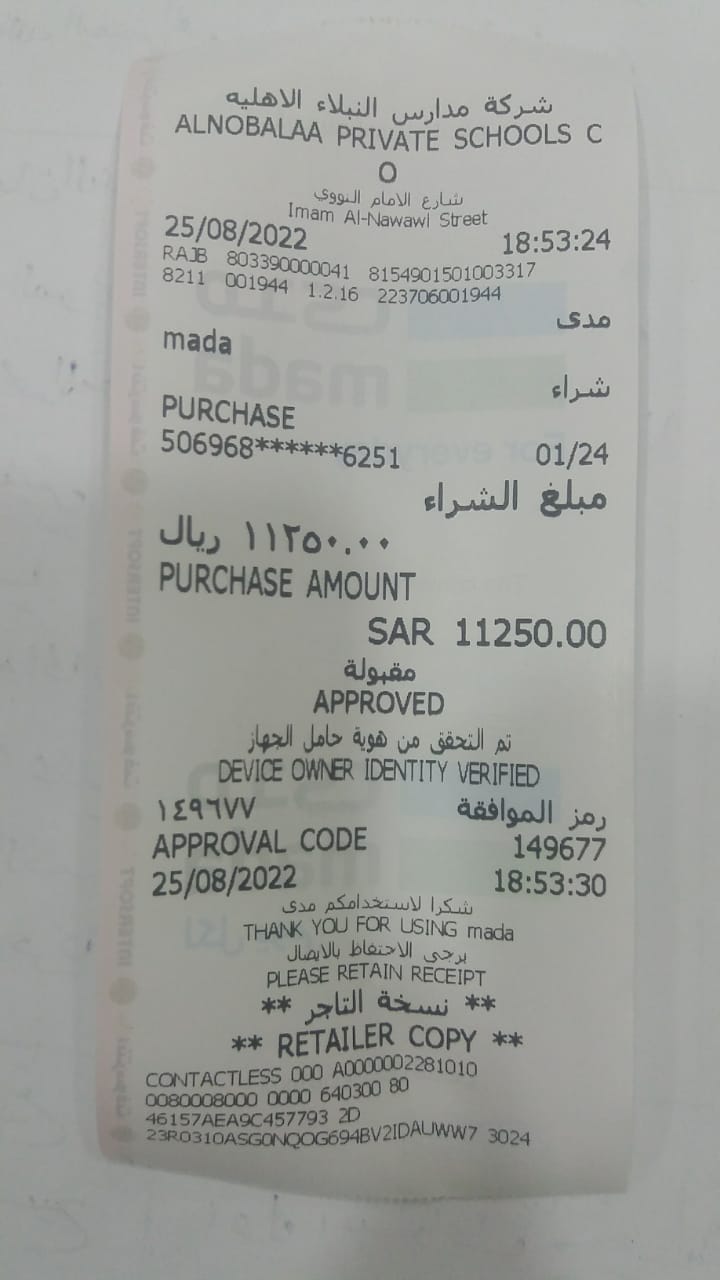 شركة مدارس النبلاء الاهليه
ALNOBALAA PRIVATE SCHOOLS C
O
شارع الامام النووي
Imam Al-Nawawi Street
25/08/2022 18:53:24
RAJB 803390000041 8154901501003317
8211 001944 1.2.16 223706001944
مدى
mada
شراء
PURCHASE
506968******6251 01/24
مبلغ الشراء
١١٢٥٠.٠٠ ريال
PURCHASE AMOUNT
SAR 11250.00
مقبولة
APPROVED
تم التحقق من هوية حامل الجهاز
DEVICE OWNER IDENTITY VERIFIED
رمز الموافقة ١٤٩٦٧٧
APPROVAL CODE 149677
25/08/2022 18:53:30
شكرا لاستخدامكم مدى
THANK YOU FOR USING mada
يرجى الاحتفاظ بالايصال
PLEASE RETAIN RECEIPT
** نسخة التاجر **
** RETAILER COPY **
CONTACTLESS 000 A0000002281010
0080008000 0000 640300 80
46157AEA9C457793 2D
23R0310ASG0NQOG694BV2IDAUWW7 3024